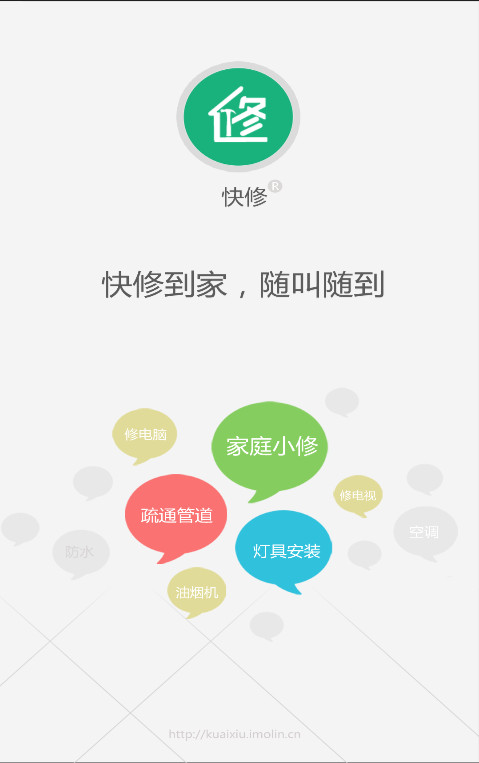 修
快修®
快修到家，随叫随到
修电脑
家庭小修
修电视
疏通管道
空调
灯具安装
防水
油烟机
http://kuaixiu.imolin.cn